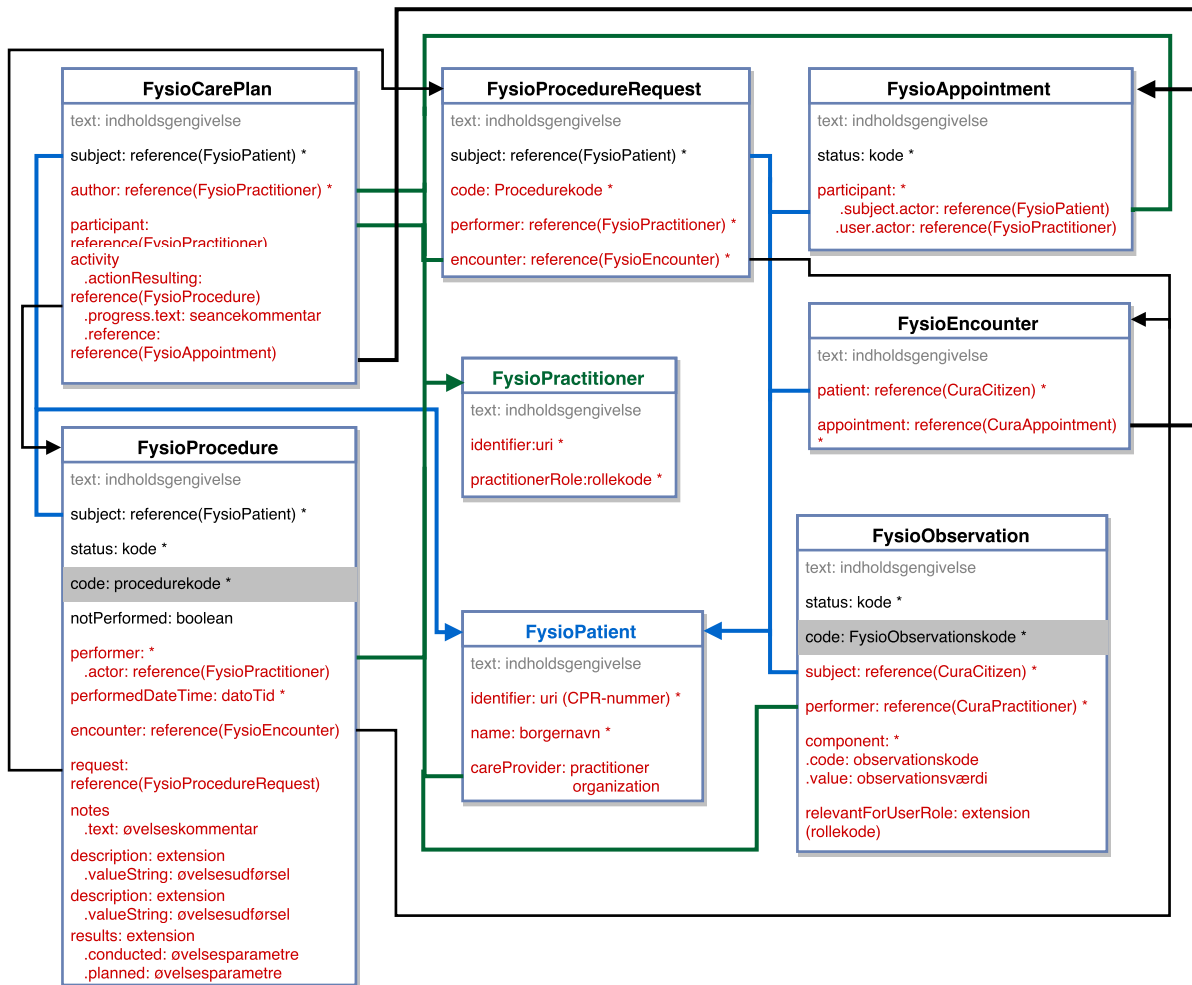 FysioCarePlan
text: indholdsgengivelse
subject: reference(FysioPatient) *
author: reference(FysioPractitioner) *
participant:
reference(FysioPractitioner)
activity
.actionResulting:
reference(FysioProcedure)
.progress.text: seancekommentar
.reference:
reference(FysioAppointment)
FysioProcedureRequest
text: indholdsgengivelse
subject: reference(FysioPatient) *
code: Procedurekode *
performer: reference(FysioPractitioner) *
encounter: reference(FysioEncounter) *
FysioAppointment
text: indholdsgengivelse
status: kode *
participant: *
.subject.actor: reference(FysioPatient)
.user.actor: reference(FysioPractitioner)
FysioEncounter
text: indholdsgengivelse
patient: reference(CuraCitizen) *
appointment: reference(CuraAppointment)
*
FysioPractitioner
text: indholdsgengivelse
identifier:uri *
practitionerRole:rollekode *
FysioProcedure
text: indholdsgengivelse
subject: reference(FysioPatient) *
status: kode *
code: procedurekode *
notPerformed: boolean
performer: *
.actor: reference(FysioPractitioner)
performedDateTime: datoTid *
encounter: reference(FysioEncounter)
request:
reference(FysioProcedureRequest)
notes
.text: øvelseskommentar
description: extension
.valueString: øvelsesudførsel
description: extension
.valueString: øvelsesudførsel
results: extension
.conducted: øvelsesparametre
.planned: øvelsesparametre
FysioPatient
text: indholdsgengivelse
identifier: uri (CPR-nummer) *
name: borgernavn *
careProvider: practitioner
organization
FysioObservation
text: indholdsgengivelse
status: kode *
code: FysioObservationskode *
subject: reference(CuraCitizen) *
performer: reference(CuraPractitioner) *
component: *
.code: observationskode
.value: observationsværdi
relevantForUserRole: extension
(rollekode)